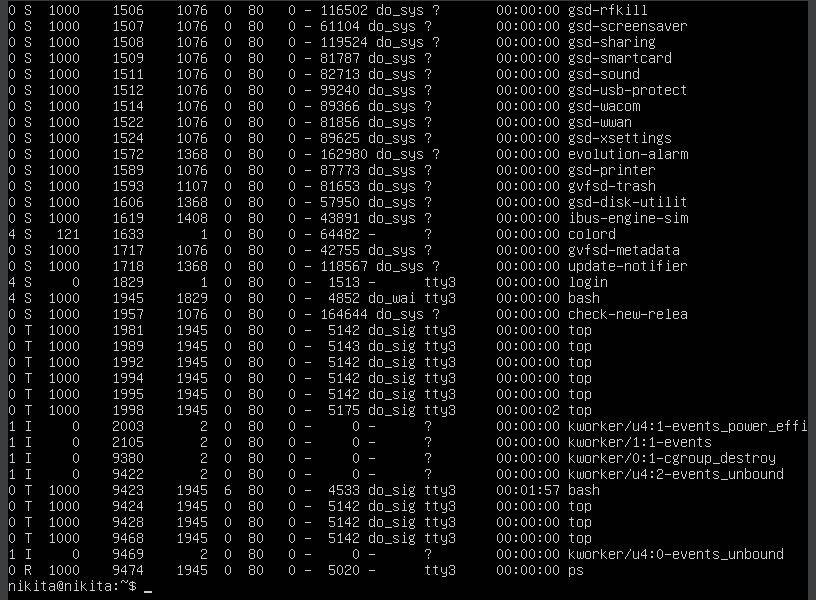 0 S 1000 1506 1076 0 80 0 - 116502 do_sys ? 00:00:00 gsd-rfkill
0 S 1000 1507 1076 0 80 0 - 61104 do_sys ? 00:00:00 gsd-screensaver
0 S 1000 1508 1076 0 80 0 - 119524 do_sys ? 00:00:00 gsd-sharing
0 S 1000 1509 1076 0 80 0 - 81787 do_sys ? 00:00:00 gsd-smartcard
0 S 1000 1511 1076 0 80 0 - 82713 do_sys ? 00:00:00 gsd-sound
0 S 1000 1512 1076 0 80 0 - 99240 do_sys ? 00:00:00 gsd-usb-protect
0 S 1000 1514 1076 0 80 0 - 89366 do_sys ? 00:00:00 gsd-wacom
0 S 1000 1522 1076 0 80 0 - 81856 do_sys ? 00:00:00 gsd-wwan
0 S 1000 1524 1076 0 80 0 - 89625 do_sys ? 00:00:00 gsd-xsettings
0 S 1000 1572 1368 0 80 0 - 162980 do_sys ? 00:00:00 evolution-alarm
0 S 1000 1589 1076 0 80 0 - 87773 do_sys ? 00:00:00 gsd-printer
0 S 1000 1593 1107 0 80 0 - 81653 do_sys ? 00:00:00 gvfsd-trash
0 S 1000 1606 1368 0 80 0 - 57950 do_sys ? 00:00:00 gsd-disk-utilit
0 S 1000 1619 1408 0 80 0 - 43891 do_sys ? 00:00:00 ibus-engine-sim
4 S 121 1633 1 0 80 0 - 64482 - ? 00:00:00 colord
0 S 1000 1717 1076 0 80 0 - 42755 do_sys ? 00:00:00 gvfsd-metadata
0 S 1000 1718 1368 0 80 0 - 118567 do_sys ? 00:00:00 update-notifier
4 S 0 1829 1 0 80 0 - 1513 - tty3 00:00:00 login
4 S 1000 1945 1829 0 80 0 - 4852 do_wai tty3 00:00:00 bash
0 S 1000 1957 1076 0 80 0 - 164644 do_sys ? 00:00:00 check-new-relea
0 T 1000 1981 1945 0 80 0 - 5142 do_sig tty3 00:00:00 top
0 T 1000 1989 1945 0 80 0 - 5143 do_sig tty3 00:00:00 top
0 T 1000 1992 1945 0 80 0 - 5142 do_sig tty3 00:00:00 top
0 T 1000 1994 1945 0 80 0 - 5142 do_sig tty3 00:00:00 top
0 T 1000 1995 1945 0 80 0 - 5142 do_sig tty3 00:00:00 top
0 T 1000 1998 1945 0 80 0 - 5175 do_sig tty3 00:00:02 top
1 I 0 2003 2 0 80 0 - 0 - ? 00:00:00 kworker/u4:1-events_power_effi
1 I 0 2105 2 0 80 0 - 0 - ? 00:00:00 kworker/1:1-events
1 I 0 9380 2 0 80 0 - 0 - ? 00:00:00 kworker/0:1-cgroup_destroy
1 I 0 9422 2 0 80 0 - 0 - ? 00:00:00 kworker/u4:2-events_unbound
0 T 1000 9423 1945 6 80 0 - 4533 do_sig tty3 00:01:57 bash
0 T 1000 9424 1945 0 80 0 - 5142 do_sig tty3 00:00:00 top
0 T 1000 9428 1945 0 80 0 - 5142 do_sig tty3 00:00:00 top
0 T 1000 9468 1945 0 80 0 - 5142 do_sig tty3 00:00:00 top
1 I 0 9469 2 0 80 0 - 0 - ? 00:00:00 kworker/u4:0-events_unbound
0 R 1000 9474 1945 0 80 0 - 5020 - tty3 00:00:00 ps
nikita@nikita:~$ _